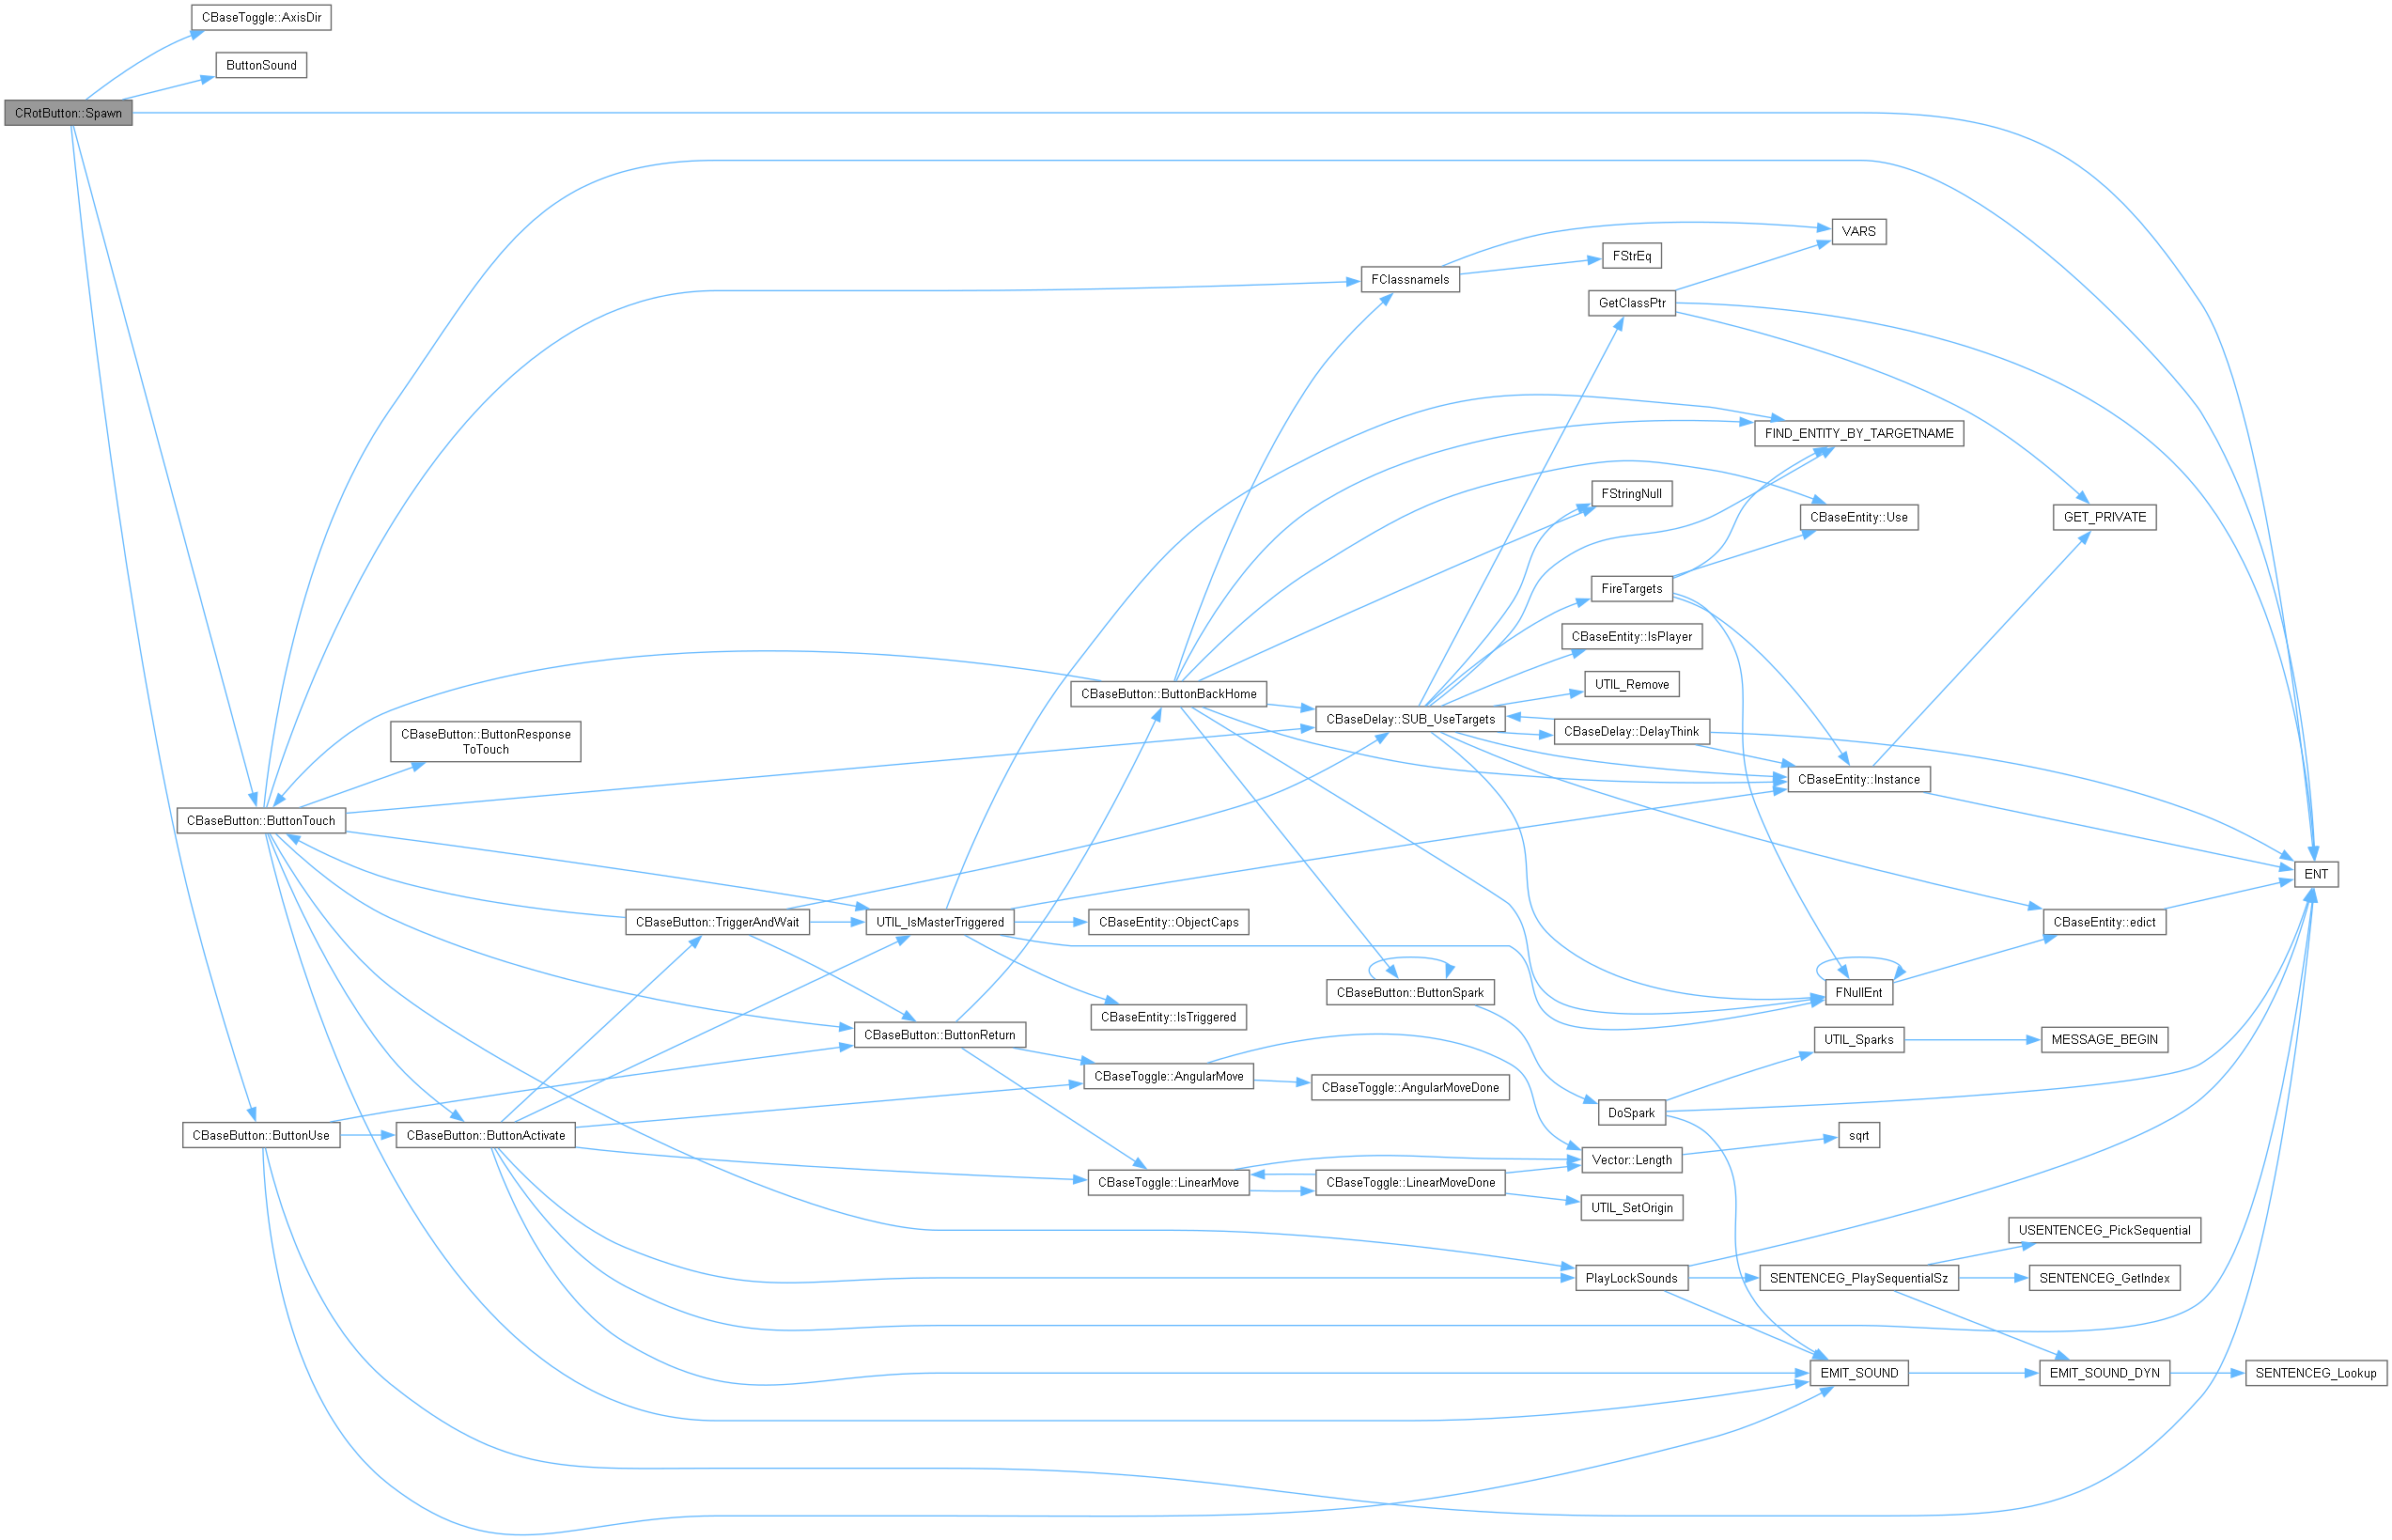 CBaseToggle::AxisDir
ButtonSound
CRotButton::Spawn
VARS
FStrEq
FClassnameIs
GetClassPtr
FIND_ENTITY_BY_TARGETNAME
FStringNull
CBaseEntity::Use
GET_PRIVATE
FireTargets
CBaseEntity::IsPlayer
UTIL_Remove
CBaseButton::ButtonBackHome
CBaseDelay::SUB_UseTargets
CBaseDelay::DelayThink
CBaseButton::ButtonResponse
ToTouch
CBaseEntity::Instance
CBaseButton::ButtonTouch
ENT
CBaseButton::TriggerAndWait
UTIL_IsMasterTriggered
CBaseEntity::ObjectCaps
CBaseEntity::edict
CBaseButton::ButtonSpark
FNullEnt
CBaseEntity::IsTriggered
CBaseButton::ButtonReturn
UTIL_Sparks
MESSAGE_BEGIN
CBaseToggle::AngularMove
CBaseToggle::AngularMoveDone
DoSpark
CBaseButton::ButtonUse
CBaseButton::ButtonActivate
sqrt
Vector::Length
CBaseToggle::LinearMove
CBaseToggle::LinearMoveDone
UTIL_SetOrigin
USENTENCEG_PickSequential
PlayLockSounds
SENTENCEG_PlaySequentialSz
SENTENCEG_GetIndex
EMIT_SOUND
EMIT_SOUND_DYN
SENTENCEG_Lookup